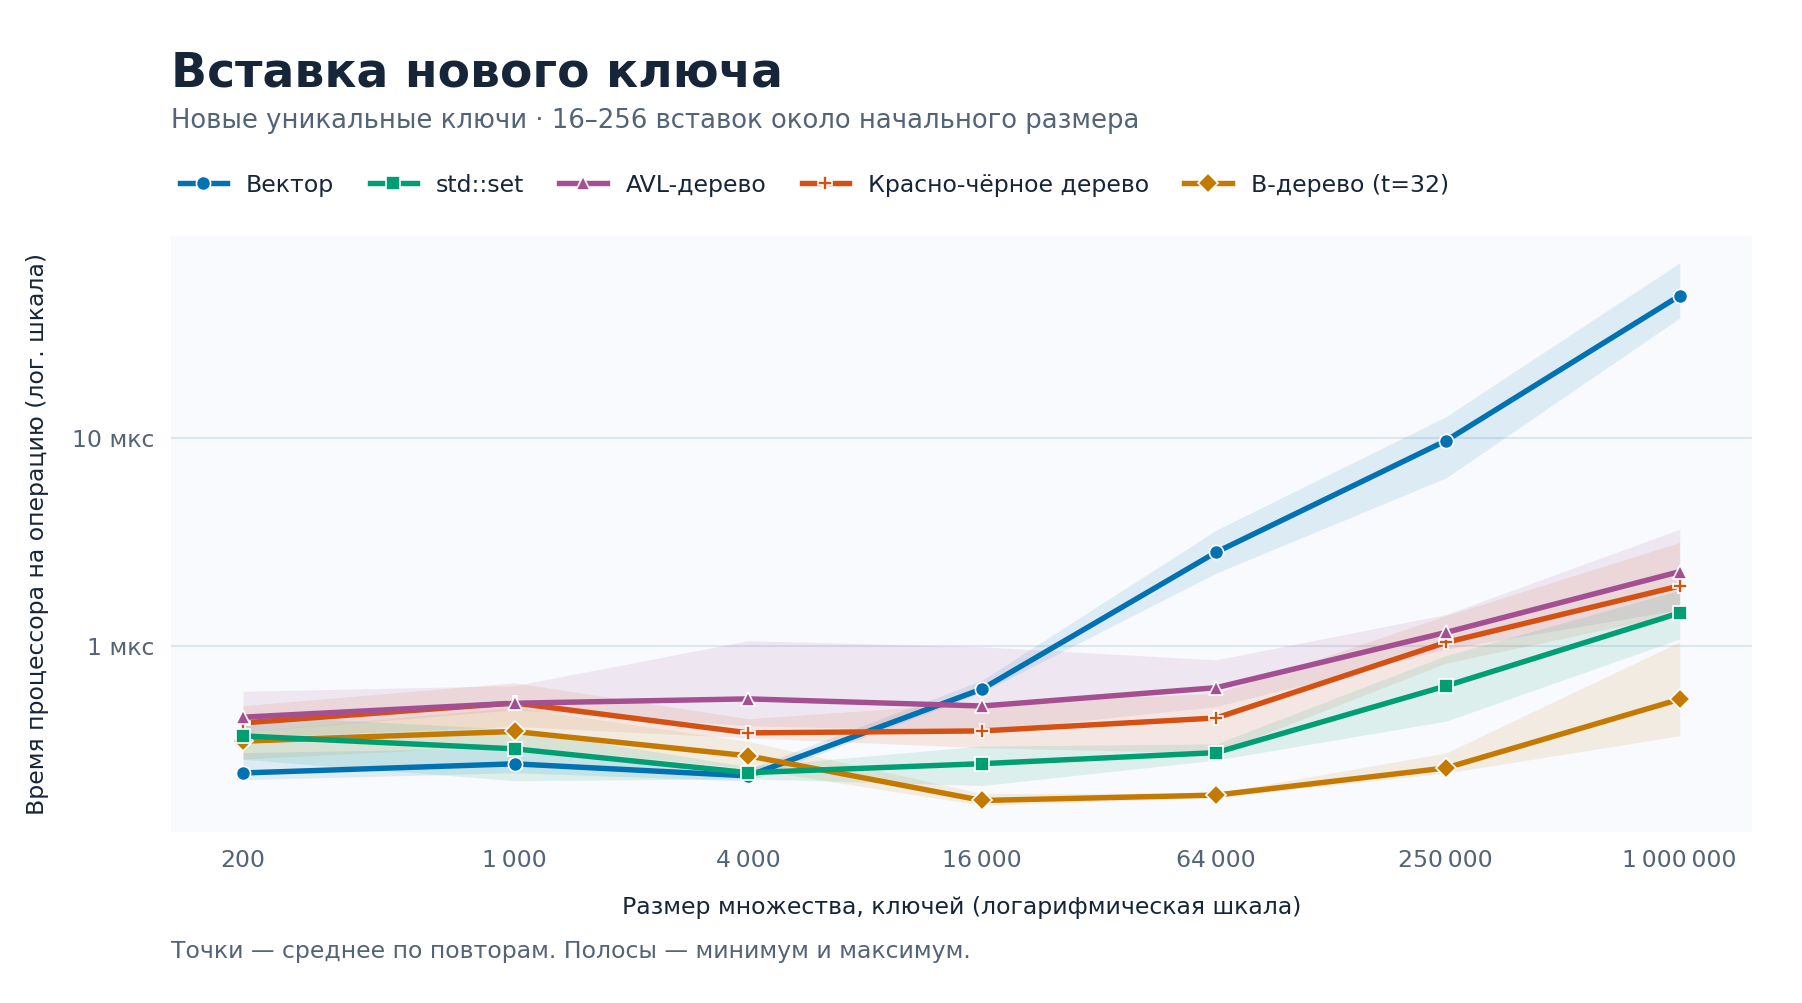 Вставка нового ключа
Новые уникальные ключи · 16–256 вставок около начального размера
Вектор std::set AVL-дерево Красно-чёрное дерево B-дерево (t=32)
Время процессора на операцию (лог. шкала)
10 мкс
1 мкс
200 1 000 4 000 16 000 64 000 250 000 1 000 000
Размер множества, ключей (логарифмическая шкала)
Точки — среднее по повторам. Полосы — минимум и максимум.